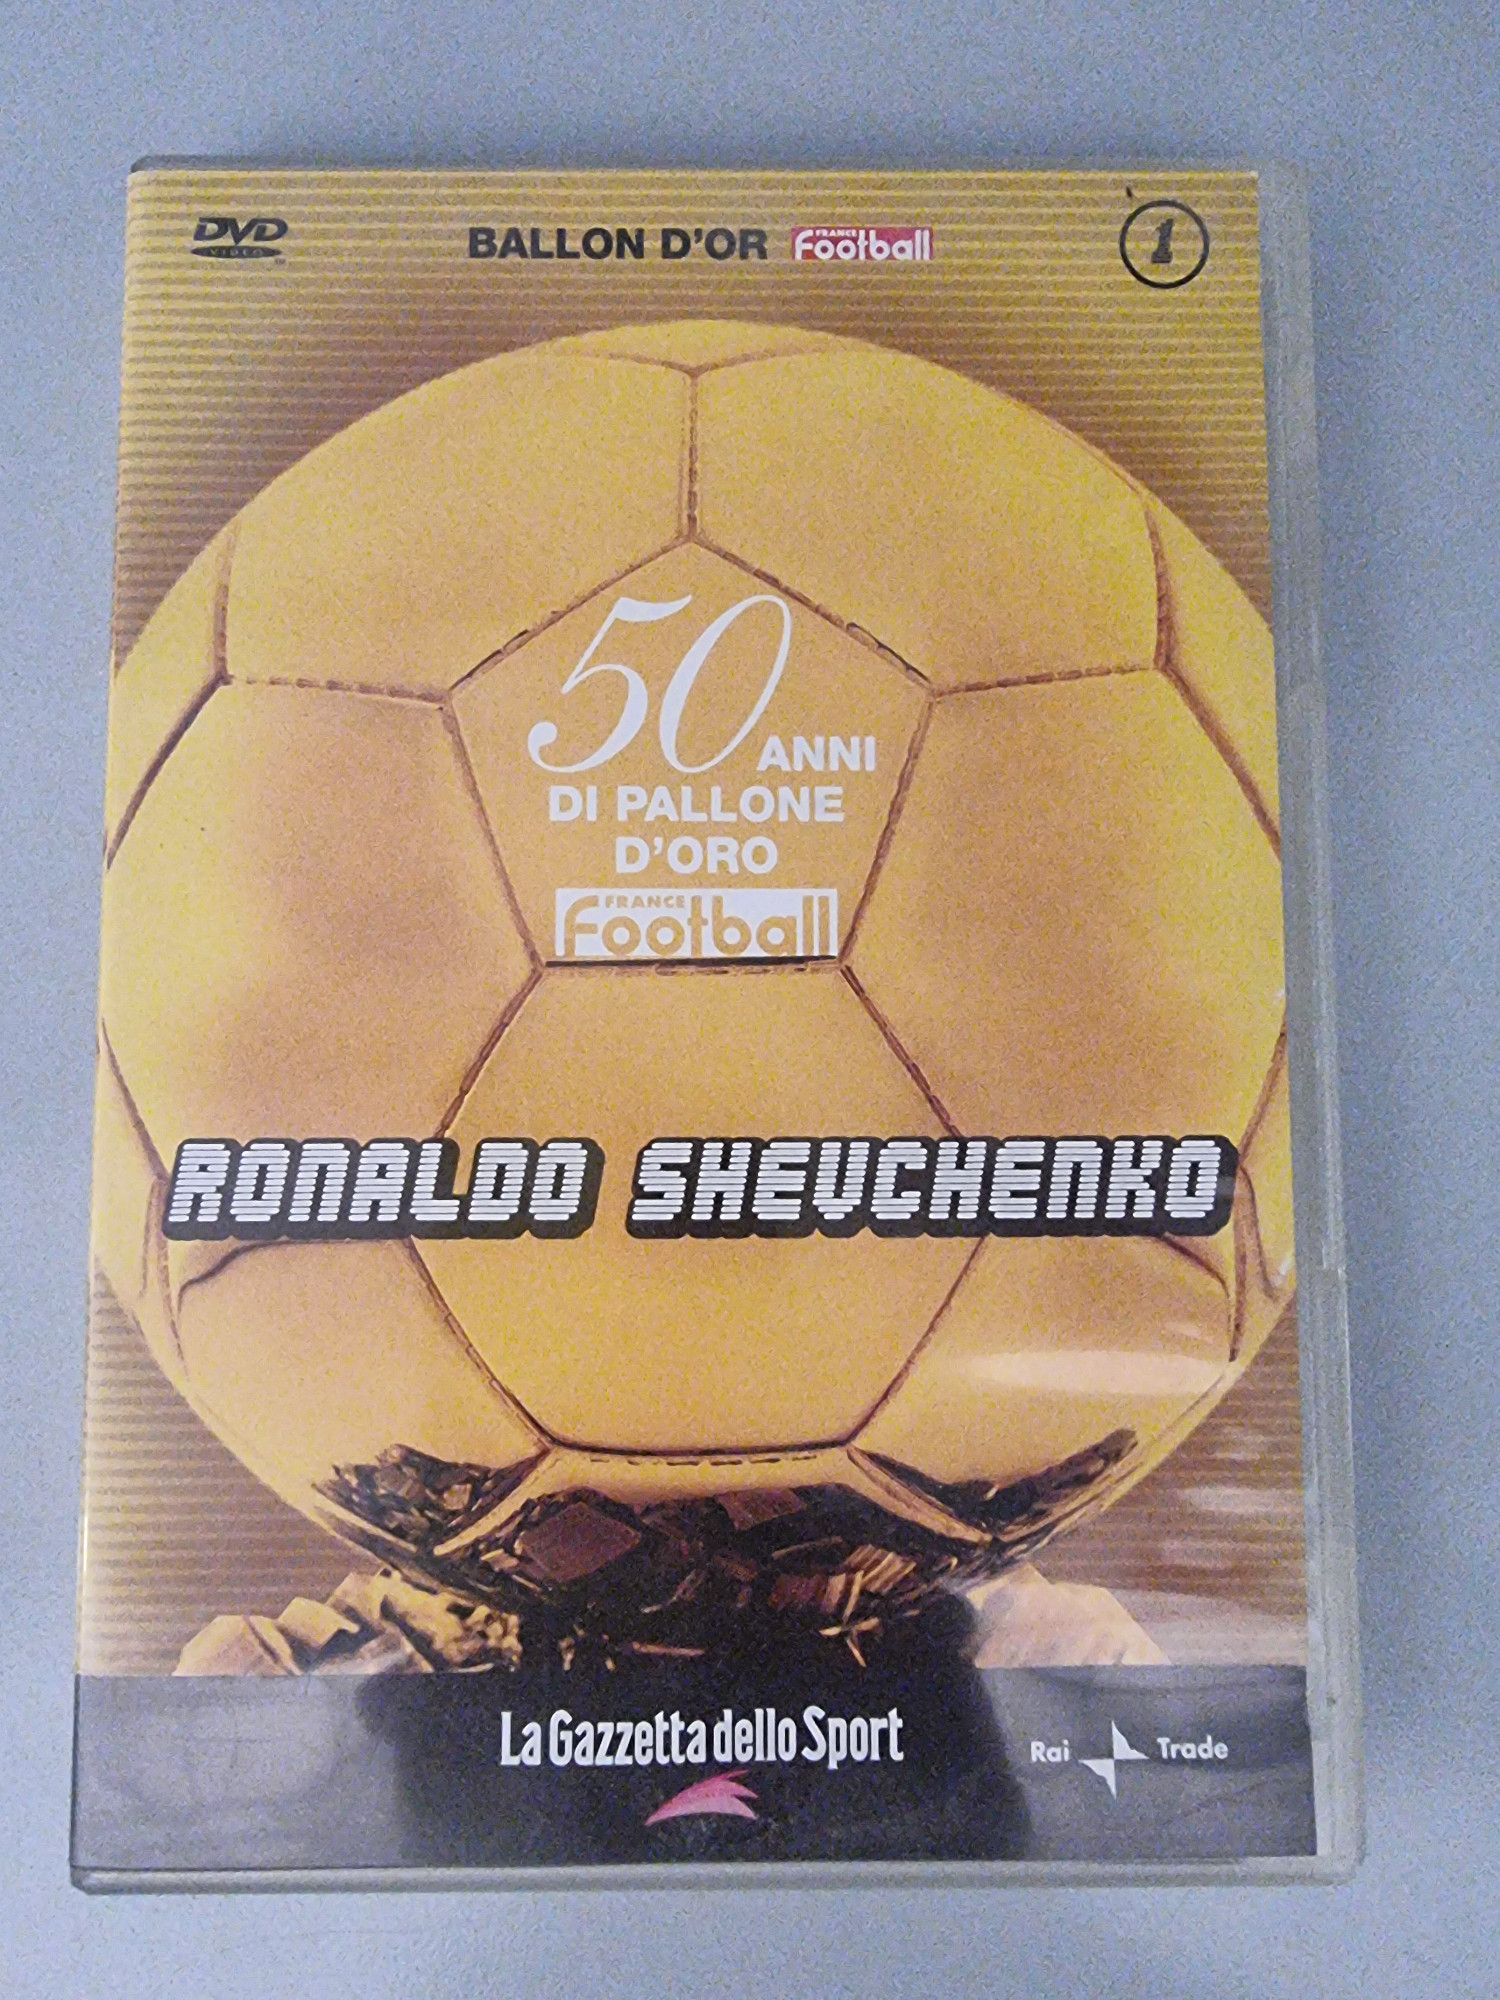 DVD
VIDEO
BALLON D'OR FRANCE Football
1
50 ANNI
DI PALLONE
D'ORO
FRANCE
Football
RONALDO SHEVCHENKO
La Gazzetta dello Sport
Rai Trade